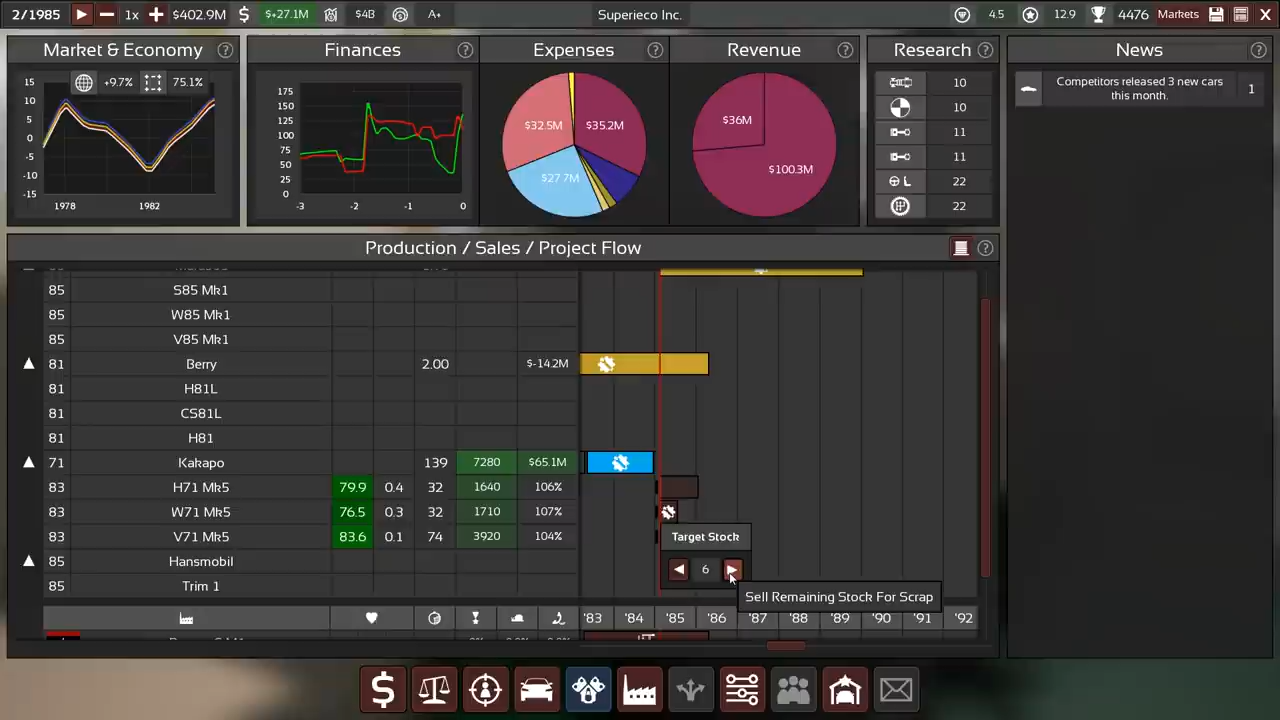 2/1985 1x $402.9M $+27.1M $4B A+ Superieco Inc. 4.5 12.9 4476 Markets
Market & Economy Finances Expenses Revenue Research News
+9.7% 75.1%
15
10
5
0
-5
-10
-15
1978 1982
175
150
125
100
75
50
25
0
-3 -2 -1 0
$32.5M $35.2M
$27.7M
$36M
$100.3M
10
10
11
11
22
22
Competitors released 3 new cars
this month.
1
Production / Sales / Project Flow
85 S85 Mk1
85 W85 Mk1
85 V85 Mk1
81 Berry 2.00 $-14.2M
81 H81L
81 CS81L
81 H81
71 Kakapo 139 7280 $65.1M
83 H71 Mk5 79.9 0.4 32 1640 106%
83 W71 Mk5 76.5 0.3 32 1710 107%
83 V71 Mk5 83.6 0.1 74 3920 104%
85 Hansmobil
85 Trim 1
Target Stock
6
Sell Remaining Stock For Scrap
'83 '84 '85 '86 '87 '88 '89 '90 '91 '92